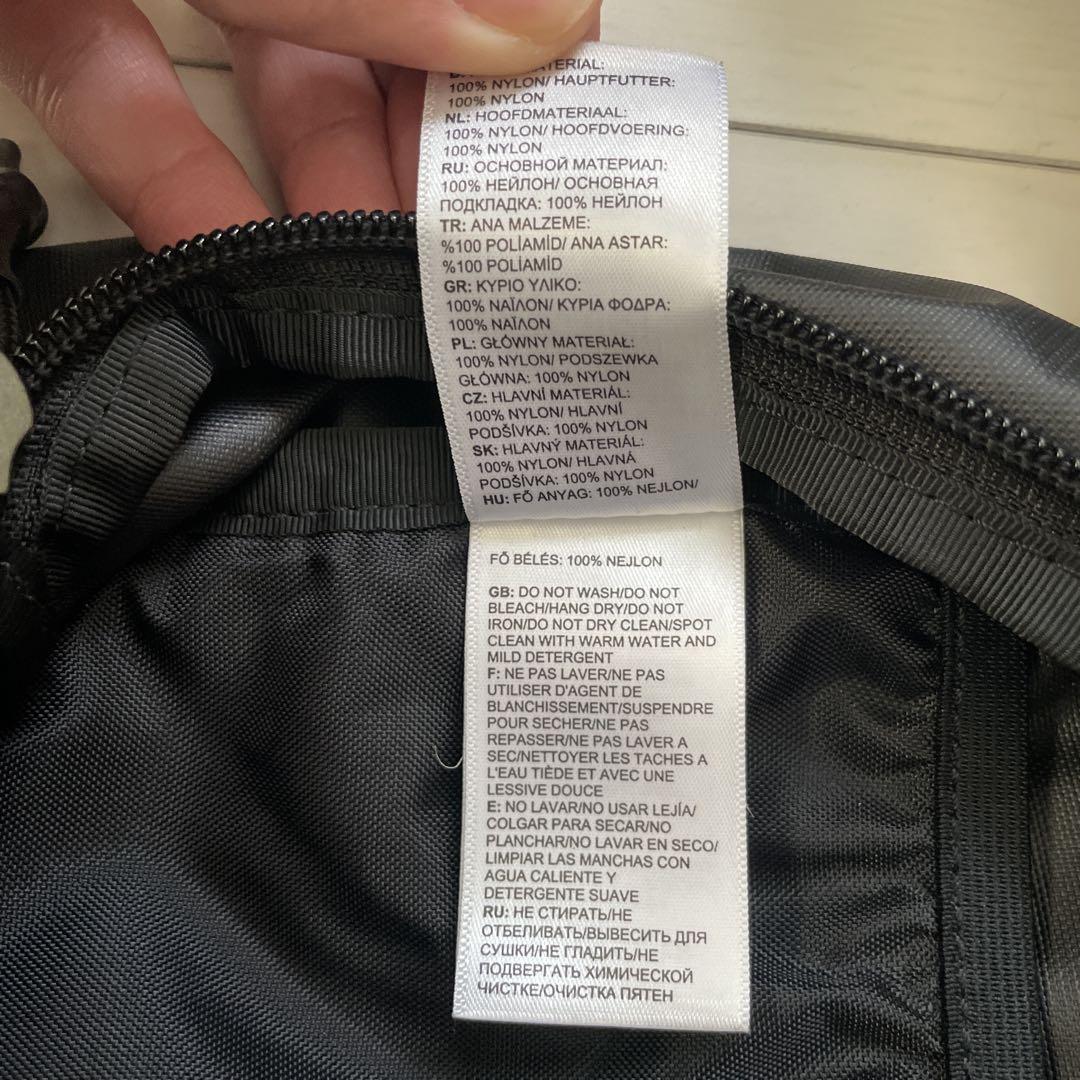 MATERIAL:
100% NYLON/ HAUPTFUTTER:
100% NYLON
NL: HOOFDMATERIAAL:
100% NYLON/ HOOFDVOERING:
100% NYLON
RU: ОСНОВНОЙ МАТЕРИАЛ:
100% НЕЙЛОН/ ОСНОВНАЯ
ПОДКЛАДКА: 100% НЕЙЛОН
TR: ANA MALZEME:
%100 POLİAMİD/ ANA ASTAR:
%100 POLİAMİD
GR: ΚΥΡΙΟ ΥΛΙΚΟ:
100% ΝΑΪΛΟΝ/ ΚΥΡΙΑ ΦΟΔΡΑ:
100% ΝΑΪΛΟΝ
PL: GŁÓWNY MATERIAŁ:
100% NYLON/ PODSZEWKA
GŁÓWNA: 100% NYLON
CZ: HLAVNÍ MATERIÁL:
100% NYLON/ HLAVNÍ
PODŠÍVKA: 100% NYLON
SK: HLAVNÝ MATERIÁL:
100% NYLON/ HLAVNÁ
PODŠÍVKA: 100% NYLON
HU: FŐ ANYAG: 100% NEJLON/
FŐ BÉLÉS: 100% NEJLON
GB: DO NOT WASH/DO NOT
BLEACH/HANG DRY/DO NOT
IRON/DO NOT DRY CLEAN/SPOT
CLEAN WITH WARM WATER AND
MILD DETERGENT
F: NE PAS LAVER/NE PAS
UTILISER D'AGENT DE
BLANCHISSEMENT/SUSPENDRE
POUR SECHER/NE PAS
REPASSER/NE PAS LAVER A
SEC/NETTOYER LES TACHES A
L'EAU TIÈDE ET AVEC UNE
LESSIVE DOUCE
E: NO LAVAR/NO USAR LEJÍA/
COLGAR PARA SECAR/NO
PLANCHAR/NO LAVAR EN SECO/
LIMPIAR LAS MANCHAS CON
AGUA CALIENTE Y
DETERGENTE SUAVE
RU: НЕ СТИРАТЬ/НЕ
ОТБЕЛИВАТЬ/ВЫВЕСИТЬ ДЛЯ
СУШКИ/НЕ ГЛАДИТЬ/НЕ
ПОДВЕРГАТЬ ХИМИЧЕСКОЙ
ЧИСТКЕ/ОЧИСТКА ПЯТЕН